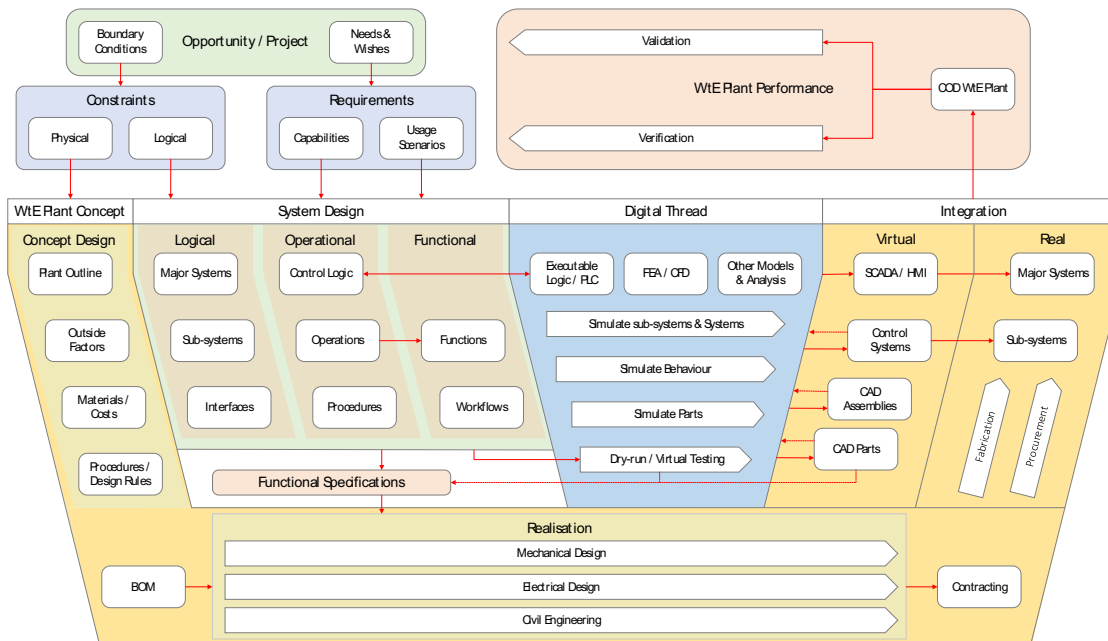 Boundary
Conditions
Opportunity / Project
Needs &
Wishes
Validation
WtE Plant Performance
COD WtE Plant
Verification
Constraints
Physical
Logical
Requirements
Capabilities
Usage
Scenarios
WtE Plant Concept
System Design
Digital Thread
Integration
Concept Design
Plant Outline
Outside
Factors
Materials /
Costs
Procedures /
Design Rules
Logical
Major Systems
Sub-systems
Interfaces
Operational
Control Logic
Operations
Procedures
Functional
Functions
Workflows
Executable
Logic / PLC
FEA / CFD
Other Models
& Analysis
Simulate sub-systems & Systems
Simulate Behaviour
Simulate Parts
Dry-run / Virtual Testing
Virtual
SCADA / HMI
Control
Systems
CAD
Assemblies
CAD Parts
Real
Major Systems
Sub-systems
Fabrication
Procurement
Functional Specifications
Realisation
Mechanical Design
BOM
Electrical Design
Contracting
Civil Engineering